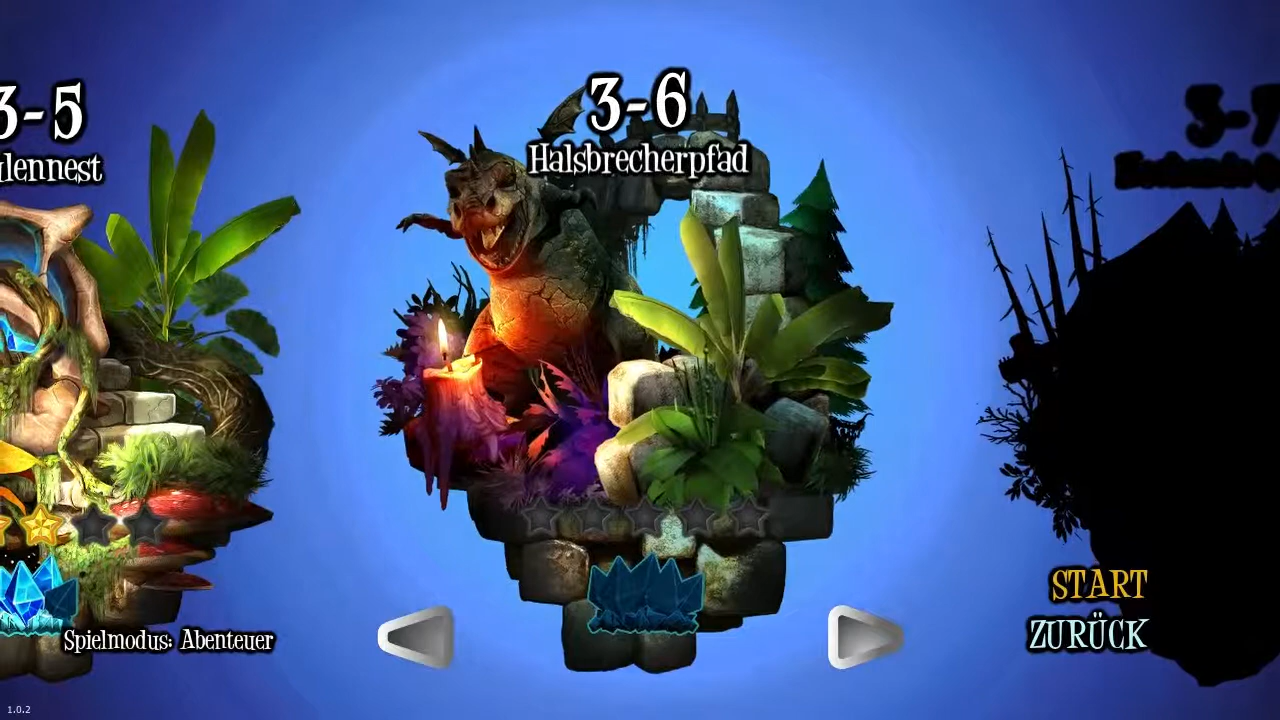 3-5
3-6
Halsbrecherpfad
START
ZURÜCK
Spielmodus: Abenteuer
1.0.2